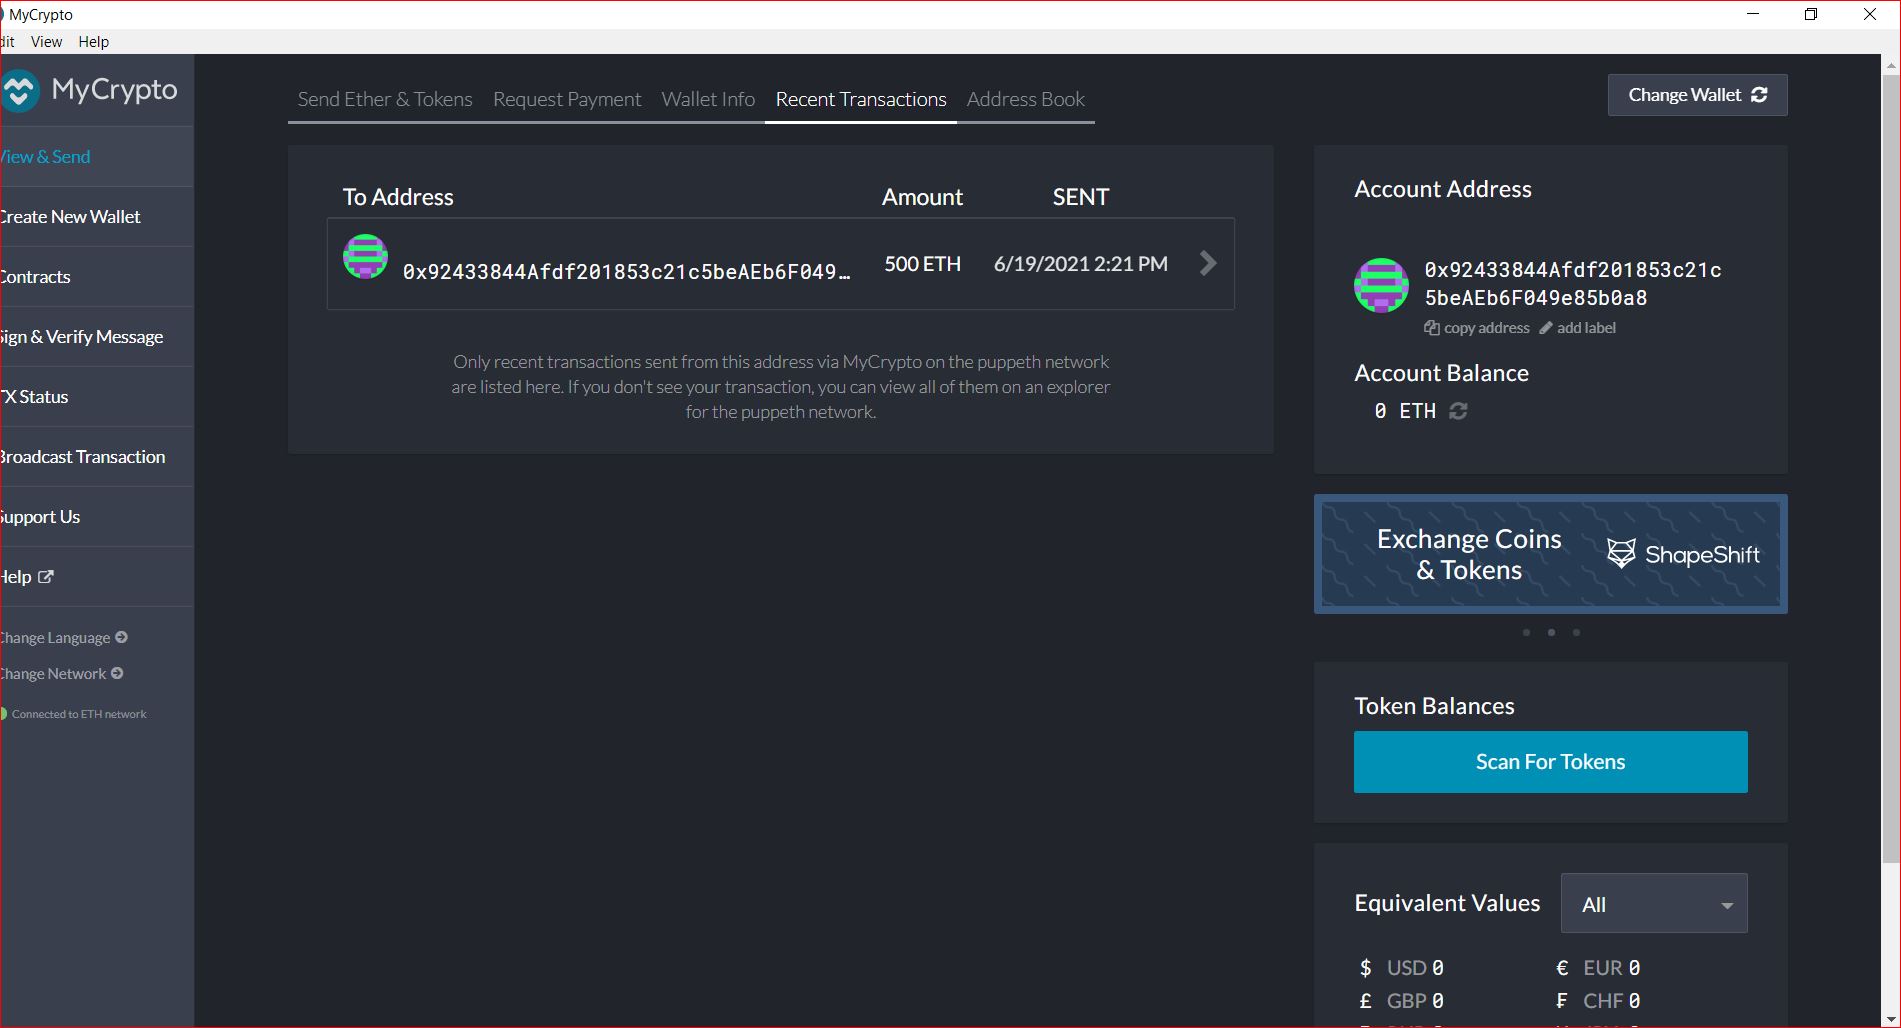 MyCrypto
dit View Help
MyCrypto
View & Send
Create New Wallet
Contracts
Sign & Verify Message
TX Status
Broadcast Transaction
Support Us
Help
Change Language
Change Network
Connected to ETH network
Send Ether & Tokens Request Payment Wallet Info Recent Transactions Address Book
Change Wallet
To Address Amount SENT
0x92433844Afdf201853c21c5beAEb6F049… 500 ETH 6/19/2021 2:21 PM
Only recent transactions sent from this address via MyCrypto on the puppeth network
are listed here. If you don't see your transaction, you can view all of them on an explorer
for the puppeth network.
Account Address
0x92433844Afdf201853c21c
5beAEb6F049e85b0a8
copy address add label
Account Balance
0 ETH
Exchange Coins
& Tokens
ShapeShift
Token Balances
Scan For Tokens
Equivalent Values All
$ USD 0 € EUR 0
£ GBP 0 ₣ CHF 0